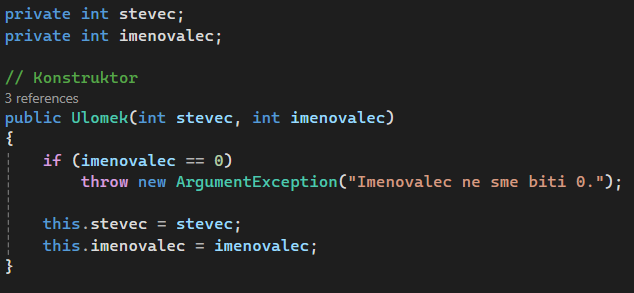 private int stevec;
private int imenovalec;
// Konstruktor
3 references
public Ulomek(int stevec, int imenovalec)
{
if (imenovalec == 0)
throw new ArgumentException("Imenovalec ne sme biti 0.");
this.stevec = stevec;
this.imenovalec = imenovalec;
}